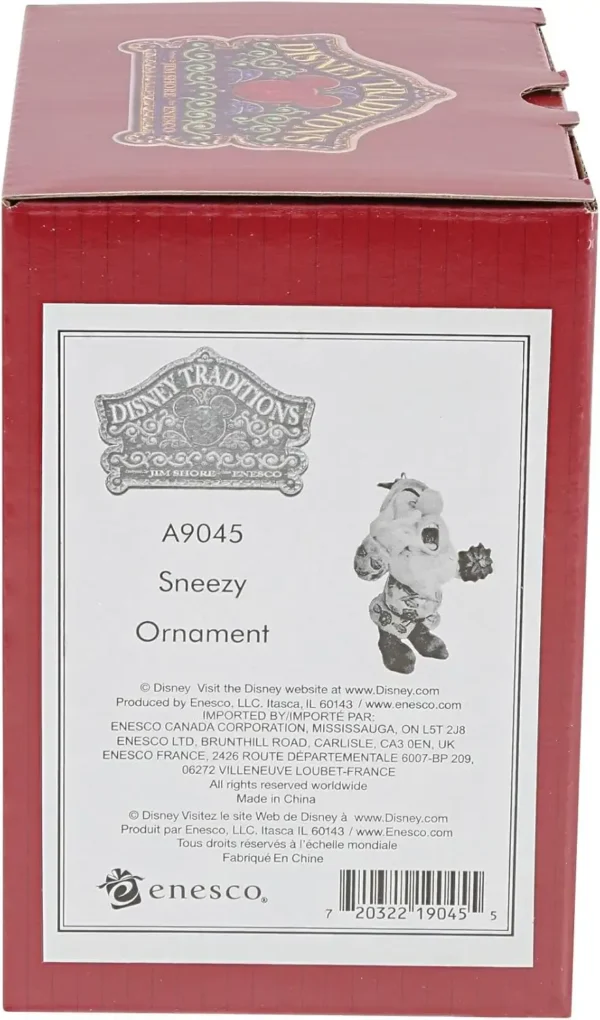 DISNEY TRADITIONS
DISNEY TRADITIONS
JIM SHORE ENESCO
A9045
Sneezy
Ornament
© Disney Visit the Disney website at www.Disney.com
Produced by Enesco, LLC. Itasca, IL 60143 / www.enesco.com
IMPORTED BY/IMPORTÉ PAR:
ENESCO CANADA CORPORATION, MISSISSAUGA, ON L5T 2J8
ENESCO LTD, BRUNTHILL ROAD, CARLISLE, CA3 0EN, UK
ENESCO FRANCE, 2426 ROUTE DÉPARTEMENTALE 6007-BP 209,
06272 VILLENEUVE LOUBET-FRANCE
All rights reserved worldwide
Made in China
© Disney Visitez le site Web de Disney à www.Disney.com
Produit par Enesco, LLC. Itasca IL 60143 / www.Enesco.com
Tous droits réservés à l'échelle mondiale
Fabriqué En Chine
enesco®
7 20322 19045 5